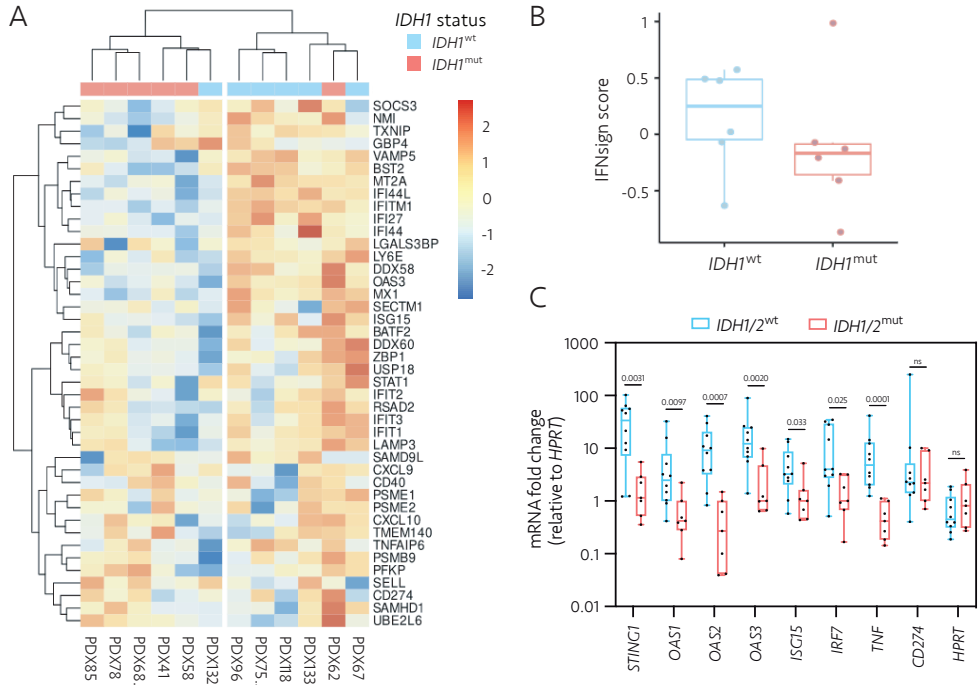 A
IDH1 status
IDH1wt
IDH1mut
SOCS3
NMI
TXNIP
GBP4
VAMP5
BST2
MT2A
IFI44L
IFITM1
IFI27
IFI44
LGALS3BP
LY6E
DDX58
OAS3
MX1
SECTM1
ISG15
BATF2
DDX60
ZBP1
USP18
STAT1
IFIT2
RSAD2
IFIT3
IFIT1
LAMP3
SAMD9L
CXCL9
CD40
PSME1
PSME2
CXCL10
TMEM140
TNFAIP6
PSMB9
PFKP
SELL
CD274
SAMHD1
UBE2L6
2
1
0
-1
-2
PDX85
PDX78
PDX68.
PDX41
PDX58
PDX132
PDX96
PDX75.
PDX118
PDX133
PDX62
PDX67
B
IFNsign score
1
0.5
0
-0.5
IDH1wt
IDH1mut
C
IDH1/2wt
IDH1/2mut
mRNA fold change
(relative to HPRT)
1000
100
10
1
0.1
0.01
0.0031
0.0097
0.0007
0.0020
0.033
0.025
0.0001
ns
ns
STING1
OAS1
OAS2
OAS3
ISG15
IRF7
TNF
CD274
HPRT